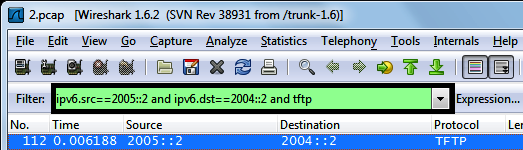 2.pcap [Wireshark 1.6.2 (SVN Rev 38931 from /trunk-1.6)]
File Edit View Go Capture Analyze Statistics Telephony Tools Internals Help
Filter: ipv6.src==2005::2 and ipv6.dst==2004::2 and tftp Expression...
No. Time Source Destination Protocol Ler
112 0.006188 2005::2 2004::2 TFTP